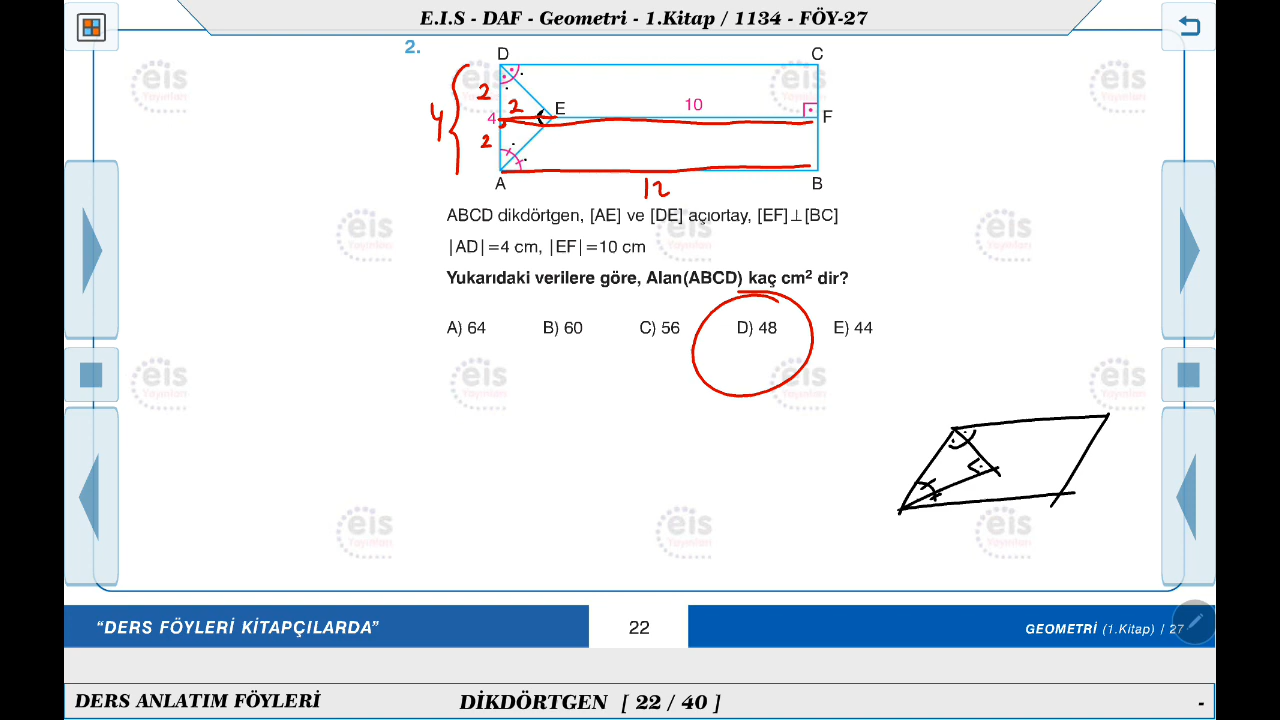 E.I.S - DAF - Geometri - 1.Kitap / 1134 - FÖY-27
2.
D C
4 2 2 E 10
4 F
2
A B
12
ABCD dikdörtgen, [AE] ve [DE] açıortay, [EF]⊥[BC]
|AD|=4 cm, |EF|=10 cm
Yukarıdaki verilere göre, Alan(ABCD) kaç cm² dir?
A) 64 B) 60 C) 56 D) 48 E) 44
eis Yayınları
"DERS FÖYLERİ KİTAPÇILARDA" 22 GEOMETRİ (1.Kitap) / 27
DERS ANLATIM FÖYLERİ DİKDÖRTGEN [ 22 / 40 ] -